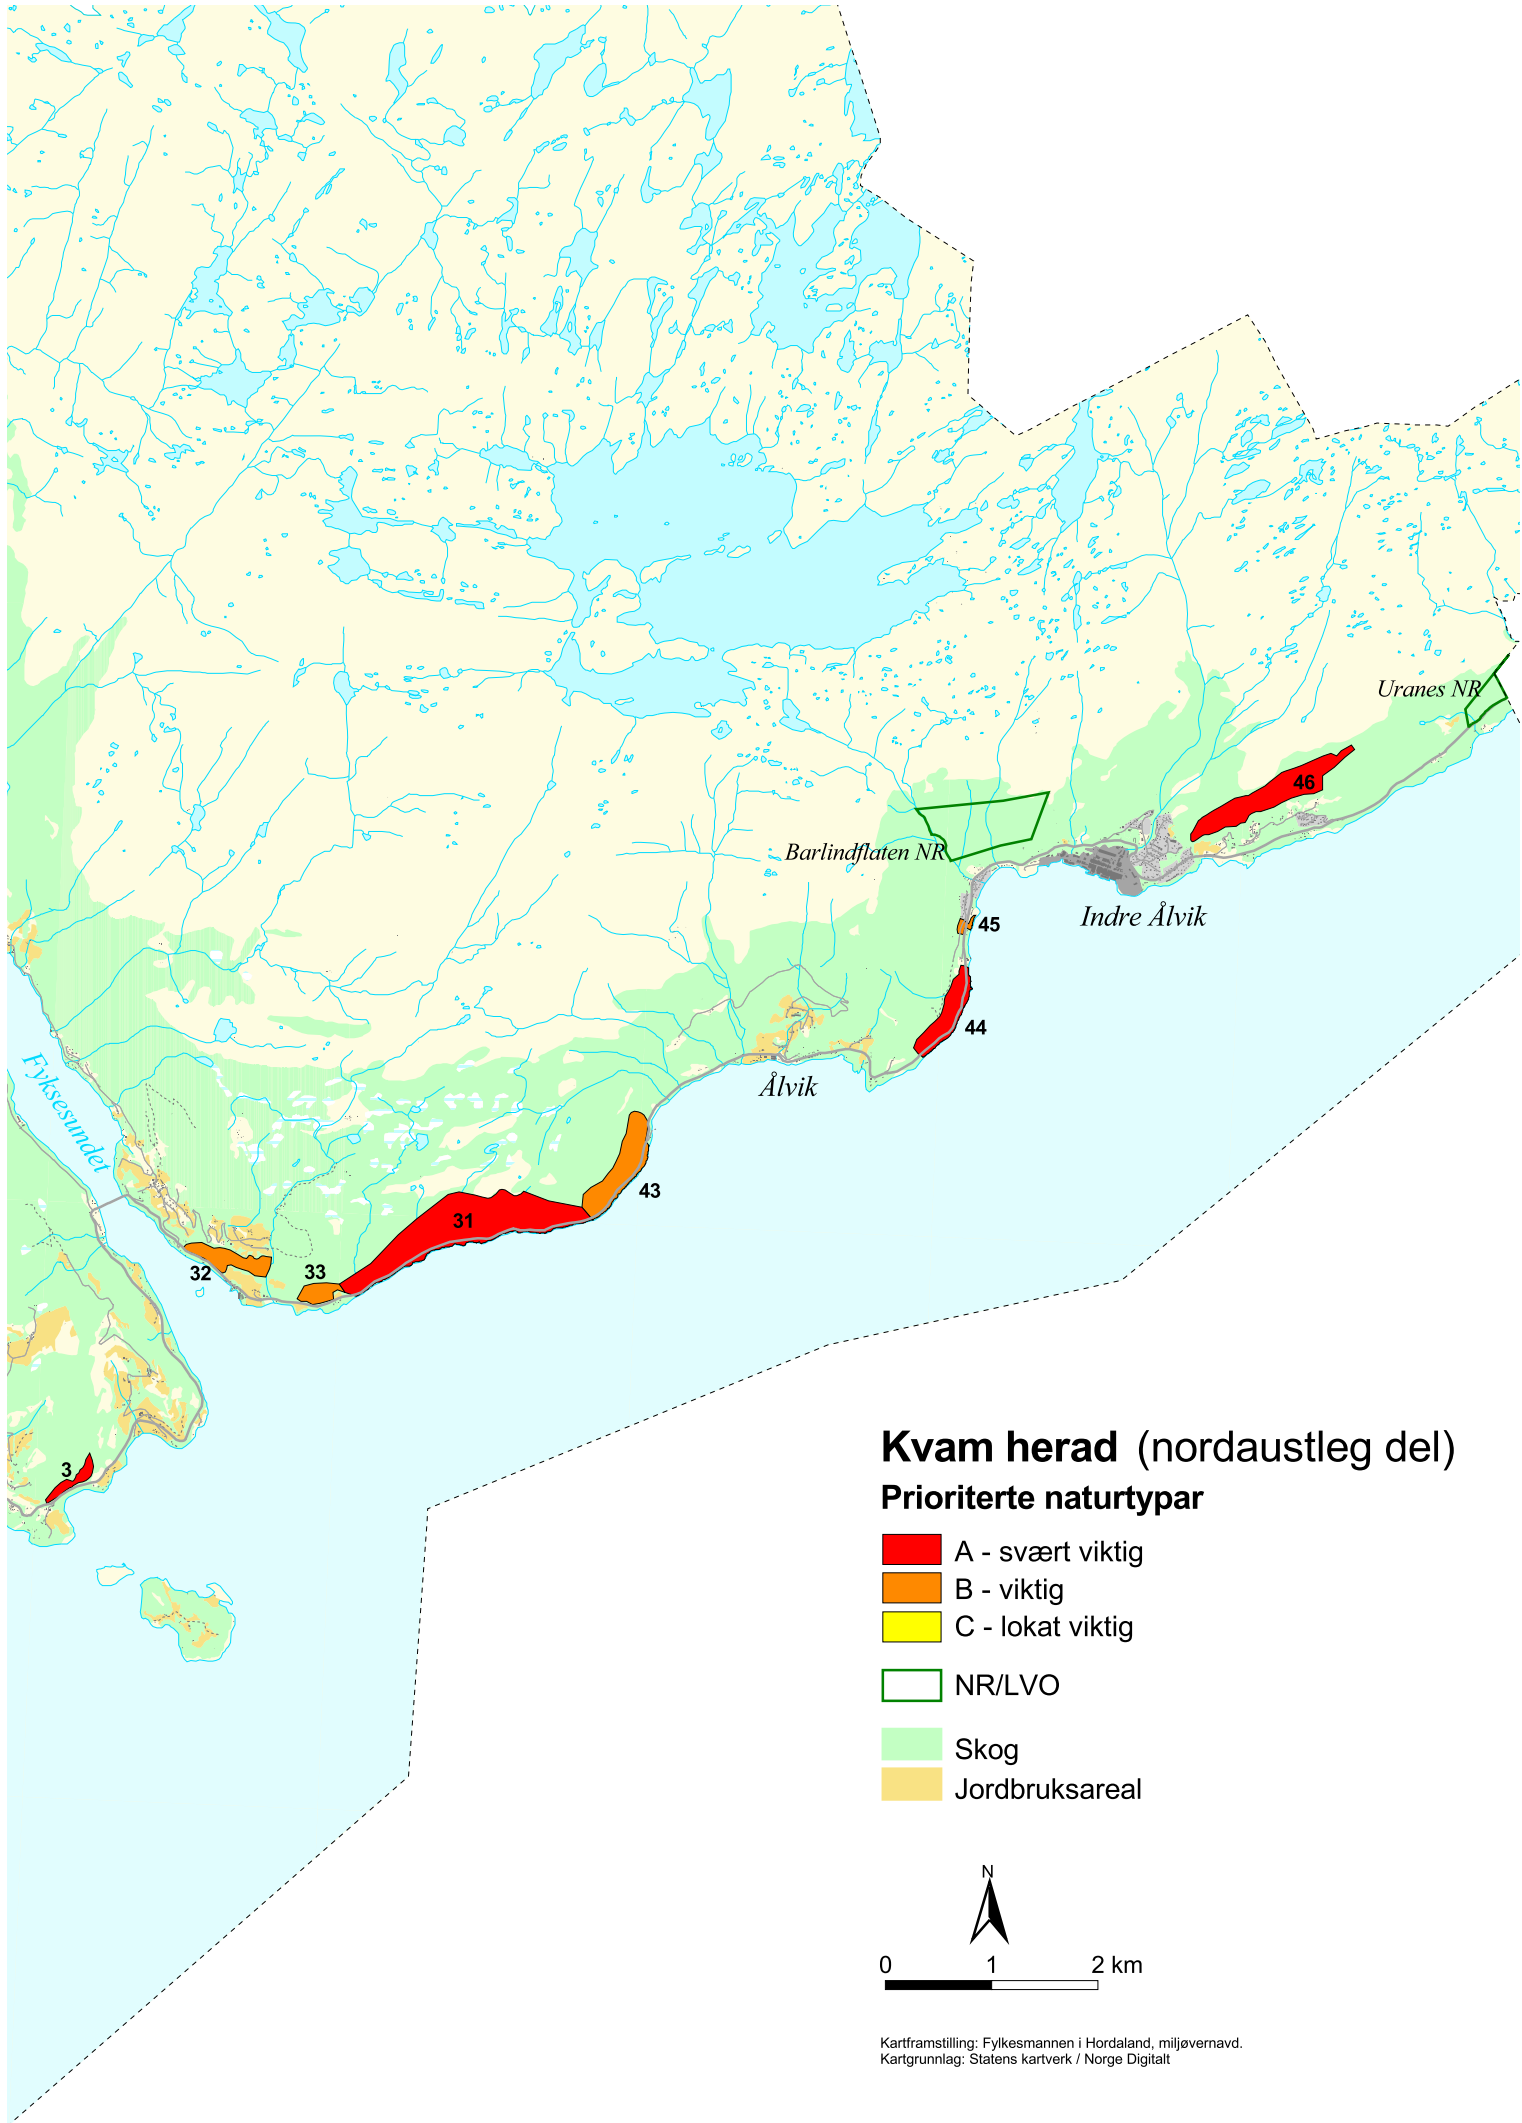 Uranes NR
46
Barlindflaten NR
Indre Ålvik
45
44
Ålvik
Fyksesundet
43
31
33
32
3
Kvam herad (nordaustleg del)
Prioriterte naturtypar
A - svært viktig
B - viktig
C - lokat viktig
NR/LVO
Skog
Jordbruksareal
N
0 1 2 km
Kartframstilling: Fylkesmannen i Hordaland, miljøvernavd.
Kartgrunnlag: Statens kartverk / Norge Digitalt